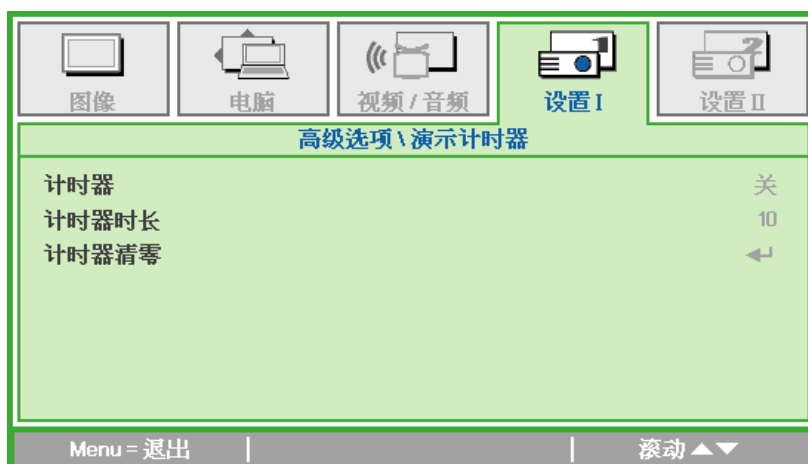 图像
电脑
视频 / 音频
设置 I
设置 II
高级选项 \ 演示计时器
计时器 关
计时器时长 10
计时器清零
Menu = 退出 滚动▲▼